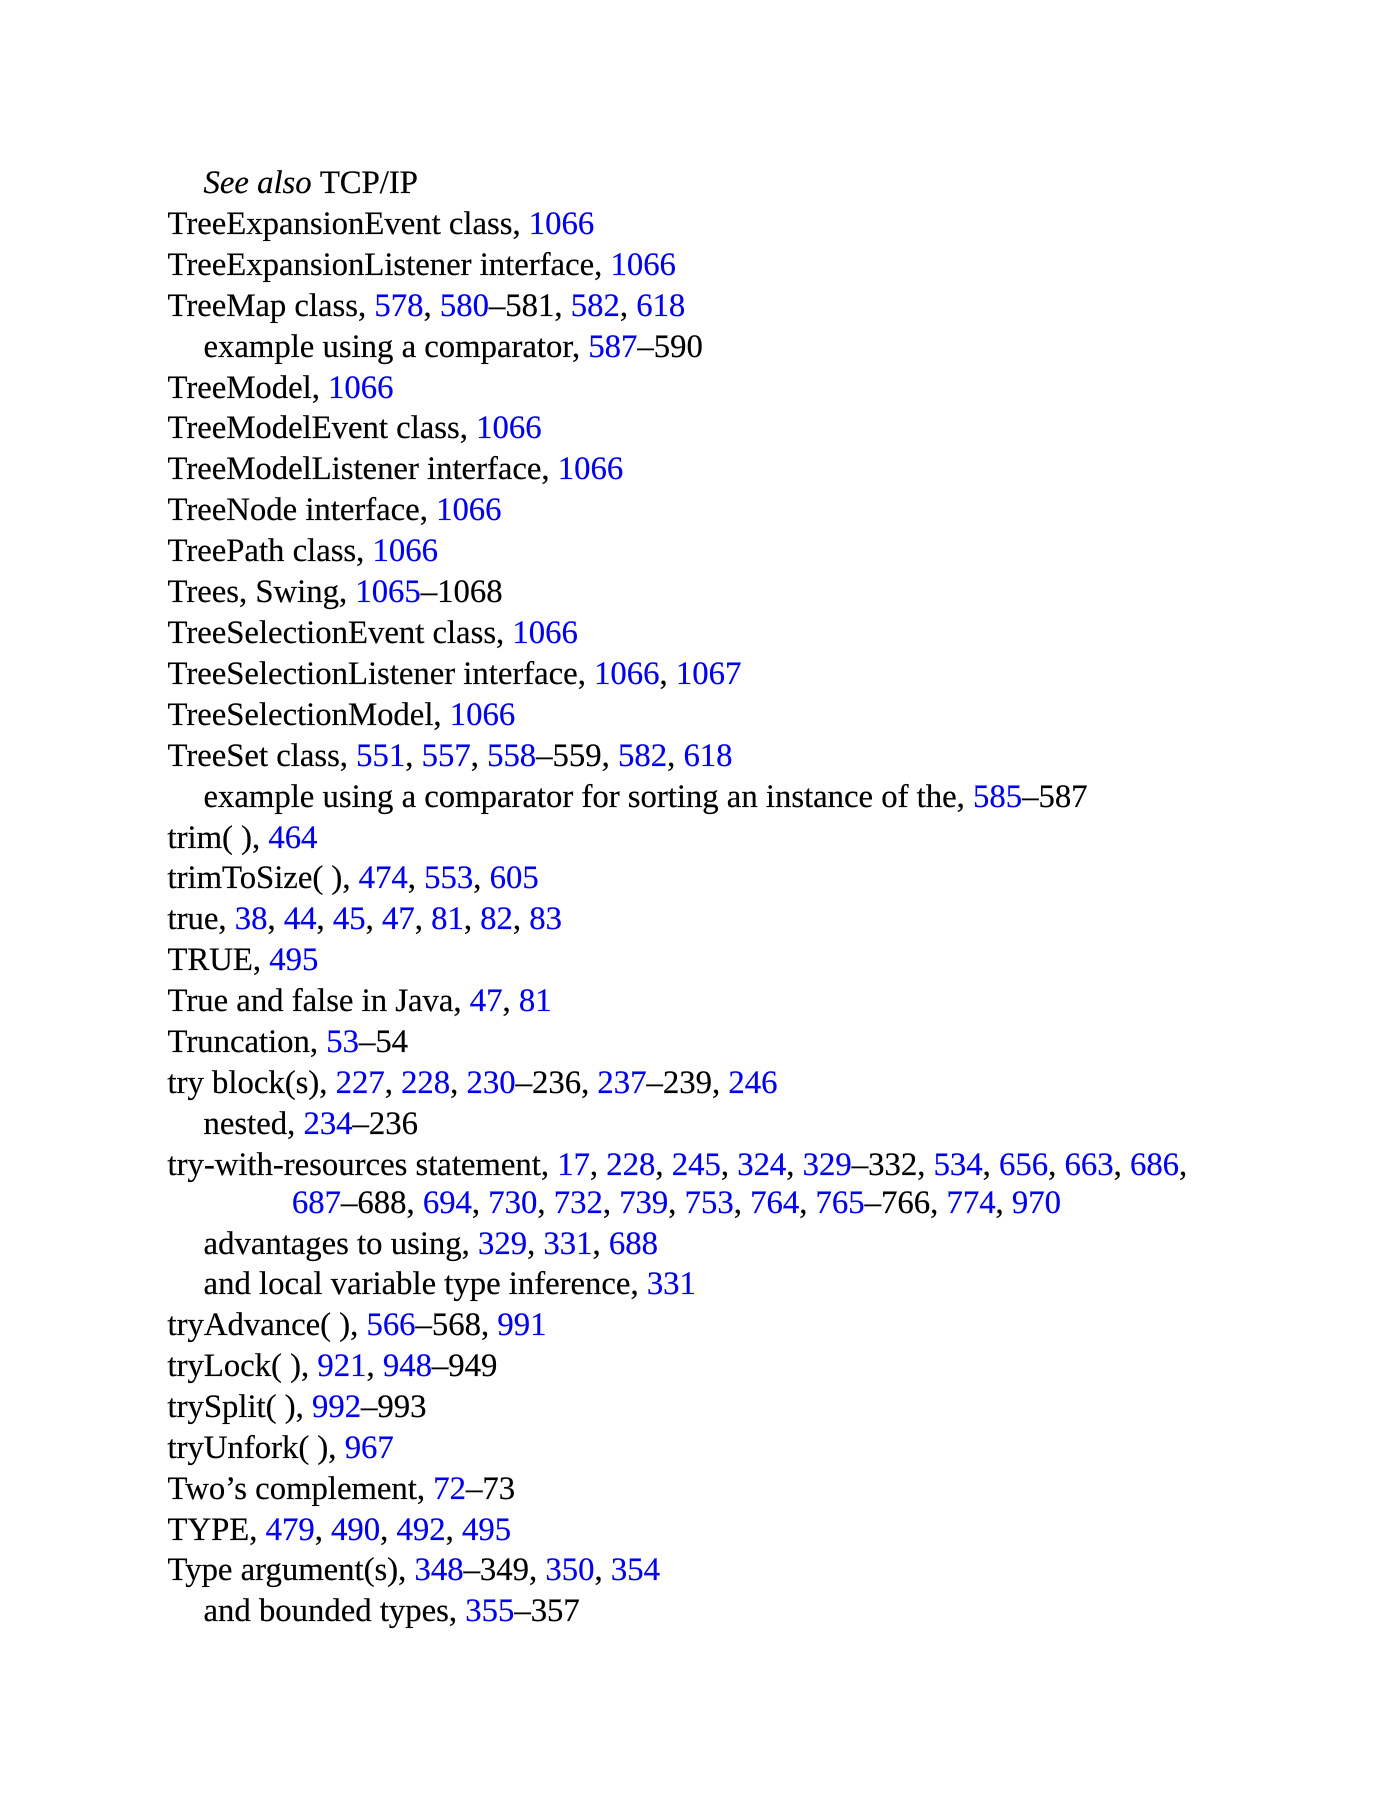 See also TCP/IP
TreeExpansionEvent class, 1066
TreeExpansionListener interface, 1066
TreeMap class, 578, 580–581, 582, 618
example using a comparator, 587–590
TreeModel, 1066
TreeModelEvent class, 1066
TreeModelListener interface, 1066
TreeNode interface, 1066
TreePath class, 1066
Trees, Swing, 1065–1068
TreeSelectionEvent class, 1066
TreeSelectionListener interface, 1066, 1067
TreeSelectionModel, 1066
TreeSet class, 551, 557, 558–559, 582, 618
example using a comparator for sorting an instance of the, 585–587
trim( ), 464
trimToSize( ), 474, 553, 605
true, 38, 44, 45, 47, 81, 82, 83
TRUE, 495
True and false in Java, 47, 81
Truncation, 53–54
try block(s), 227, 228, 230–236, 237–239, 246
nested, 234–236
try-with-resources statement, 17, 228, 245, 324, 329–332, 534, 656, 663, 686,
687–688, 694, 730, 732, 739, 753, 764, 765–766, 774, 970
advantages to using, 329, 331, 688
and local variable type inference, 331
tryAdvance( ), 566–568, 991
tryLock( ), 921, 948–949
trySplit( ), 992–993
tryUnfork( ), 967
Two’s complement, 72–73
TYPE, 479, 490, 492, 495
Type argument(s), 348–349, 350, 354
and bounded types, 355–357